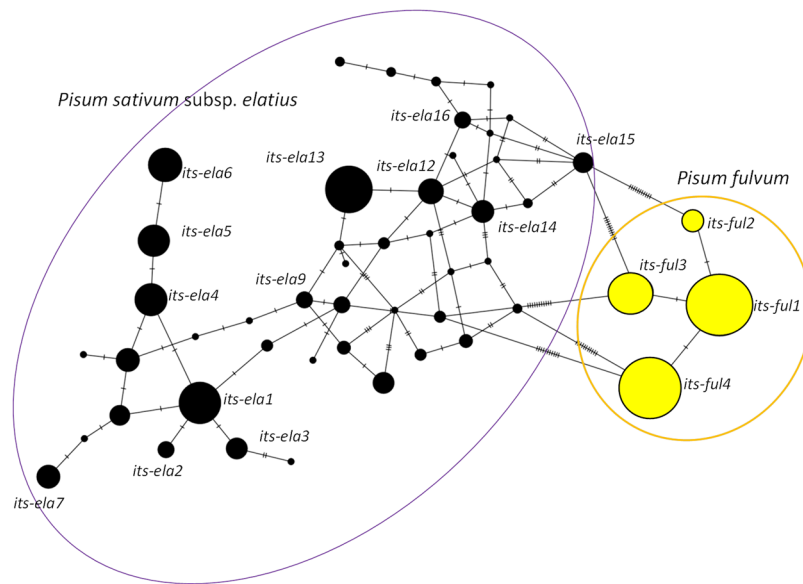 Pisum sativum subsp. elatius
its-ela16
its-ela15
its-ela13
its-ela12
its-ela6
Pisum fulvum
its-ela5
its-ela14
its-ful2
its-ela9
its-ful3
its-ela4
its-ful1
its-ful4
its-ela1
its-ela3
its-ela2
its-ela7